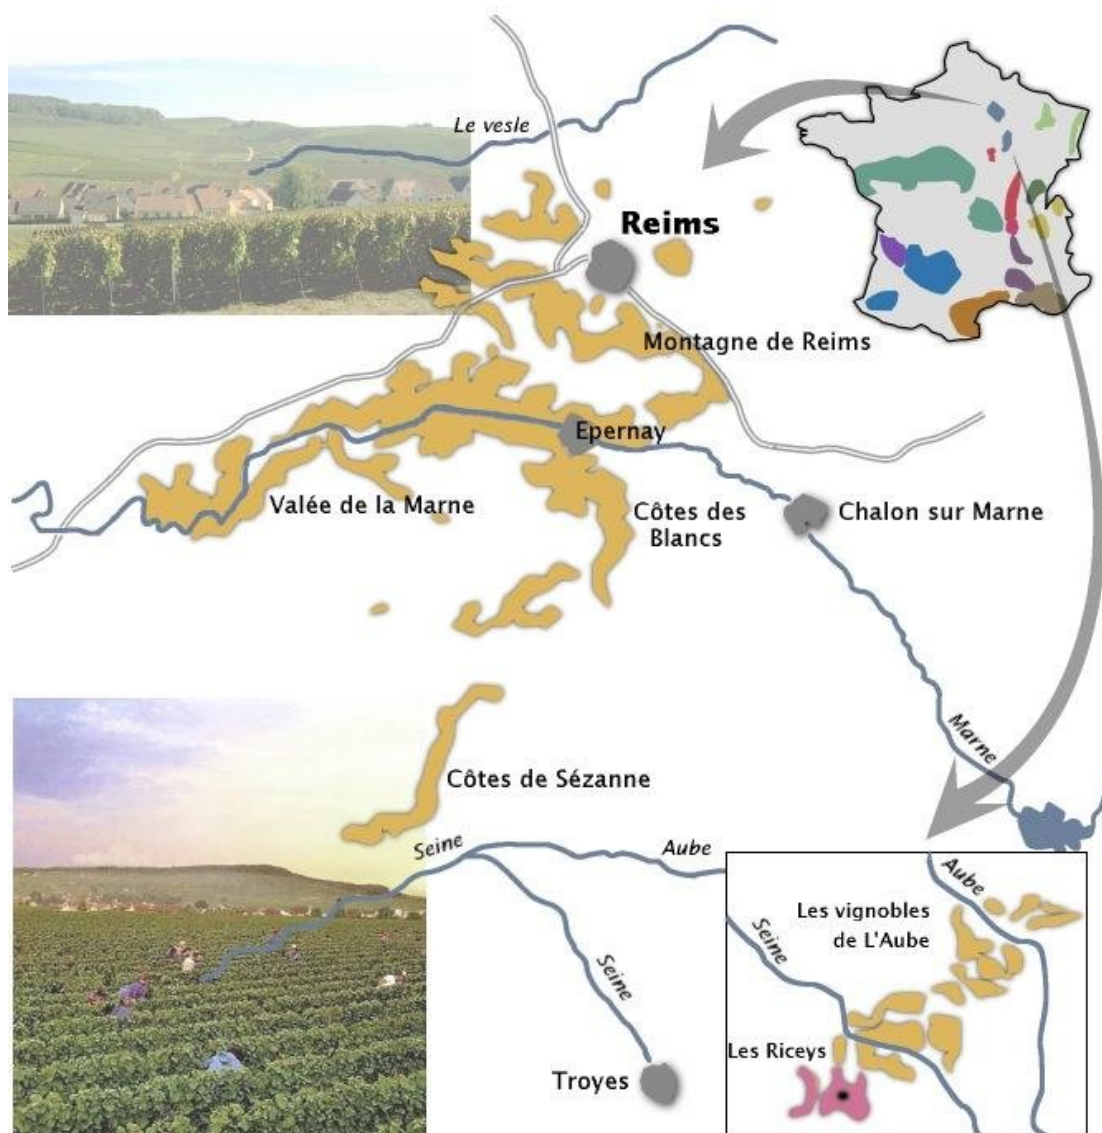 Le vesle
Reims
Montagne de Reims
Epernay
Valée de la Marne
Côtes des
Blancs
Chalon sur Marne
Marne
Côtes de Sézanne
Seine
Aube
Seine
Troyes
Aube
Les vignobles
de L'Aube
Seine
Les Riceys